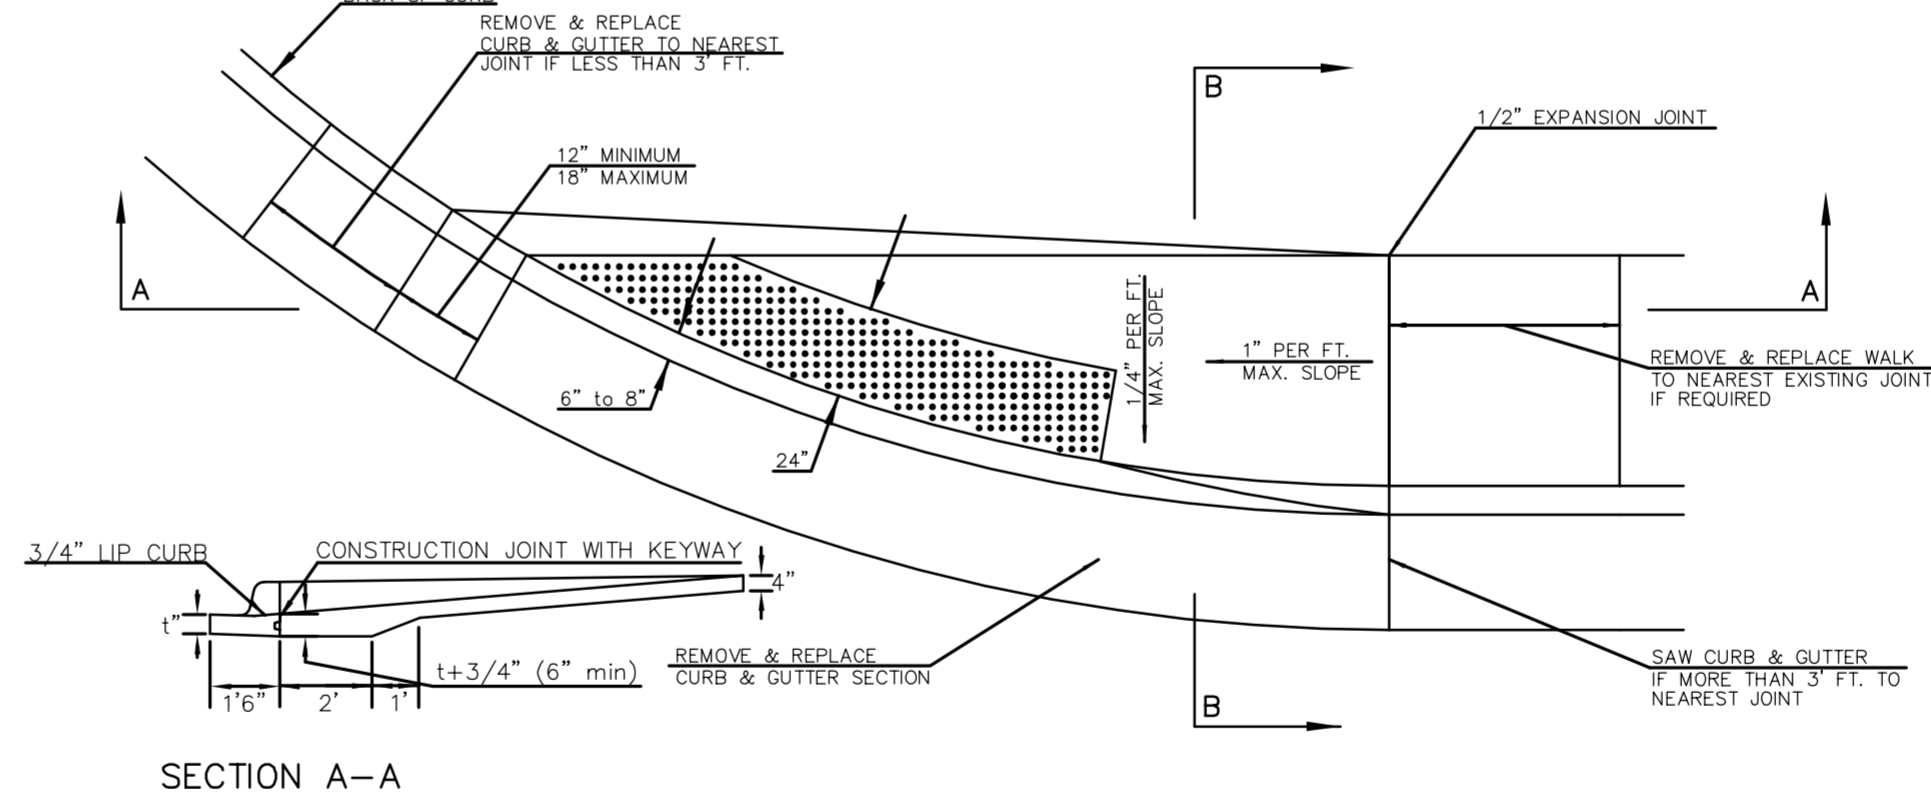 BACK OF CURB
REMOVE & REPLACE
CURB & GUTTER TO NEAREST
JOINT IF LESS THAN 3' FT.
B
1/2” EXPANSION JOINT
12” MINIMUM
18” MAXIMUM
A
A
1/4” PER FT.
MAX. SLOPE
1” PER FT.
MAX. SLOPE
REMOVE & REPLACE WALK
TO NEAREST EXISTING JOINT
IF REQUIRED
6” to 8”
24”
3/4” LIP CURB
CONSTRUCTION JOINT WITH KEYWAY
4”
t”
t+3/4” (6” min)
1'6”
2'
1'
REMOVE & REPLACE
CURB & GUTTER SECTION
SAW CURB & GUTTER
IF MORE THAN 3' FT. TO
NEAREST JOINT
B
SECTION A–A